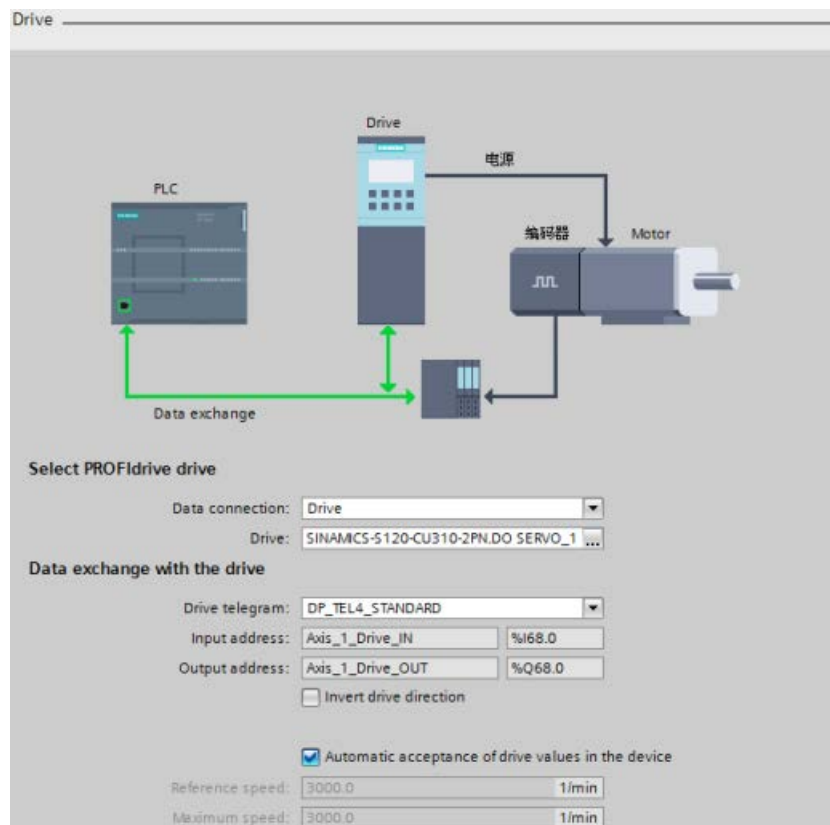 Drive
Drive
电源
PLC
编码器 Motor
Data exchange
Select PROFIdrive drive
Data connection: Drive
Drive: SINAMICS-S120-CU310-2PN.DO SERVO_1 ...
Data exchange with the drive
Drive telegram: DP_TEL4_STANDARD
Input address: Axis_1_Drive_IN %I68.0
Output address: Axis_1_Drive_OUT %Q68.0
Invert drive direction
Automatic acceptance of drive values in the device
Reference speed: 3000.0 1/min
Maximum speed: 3000.0 1/min